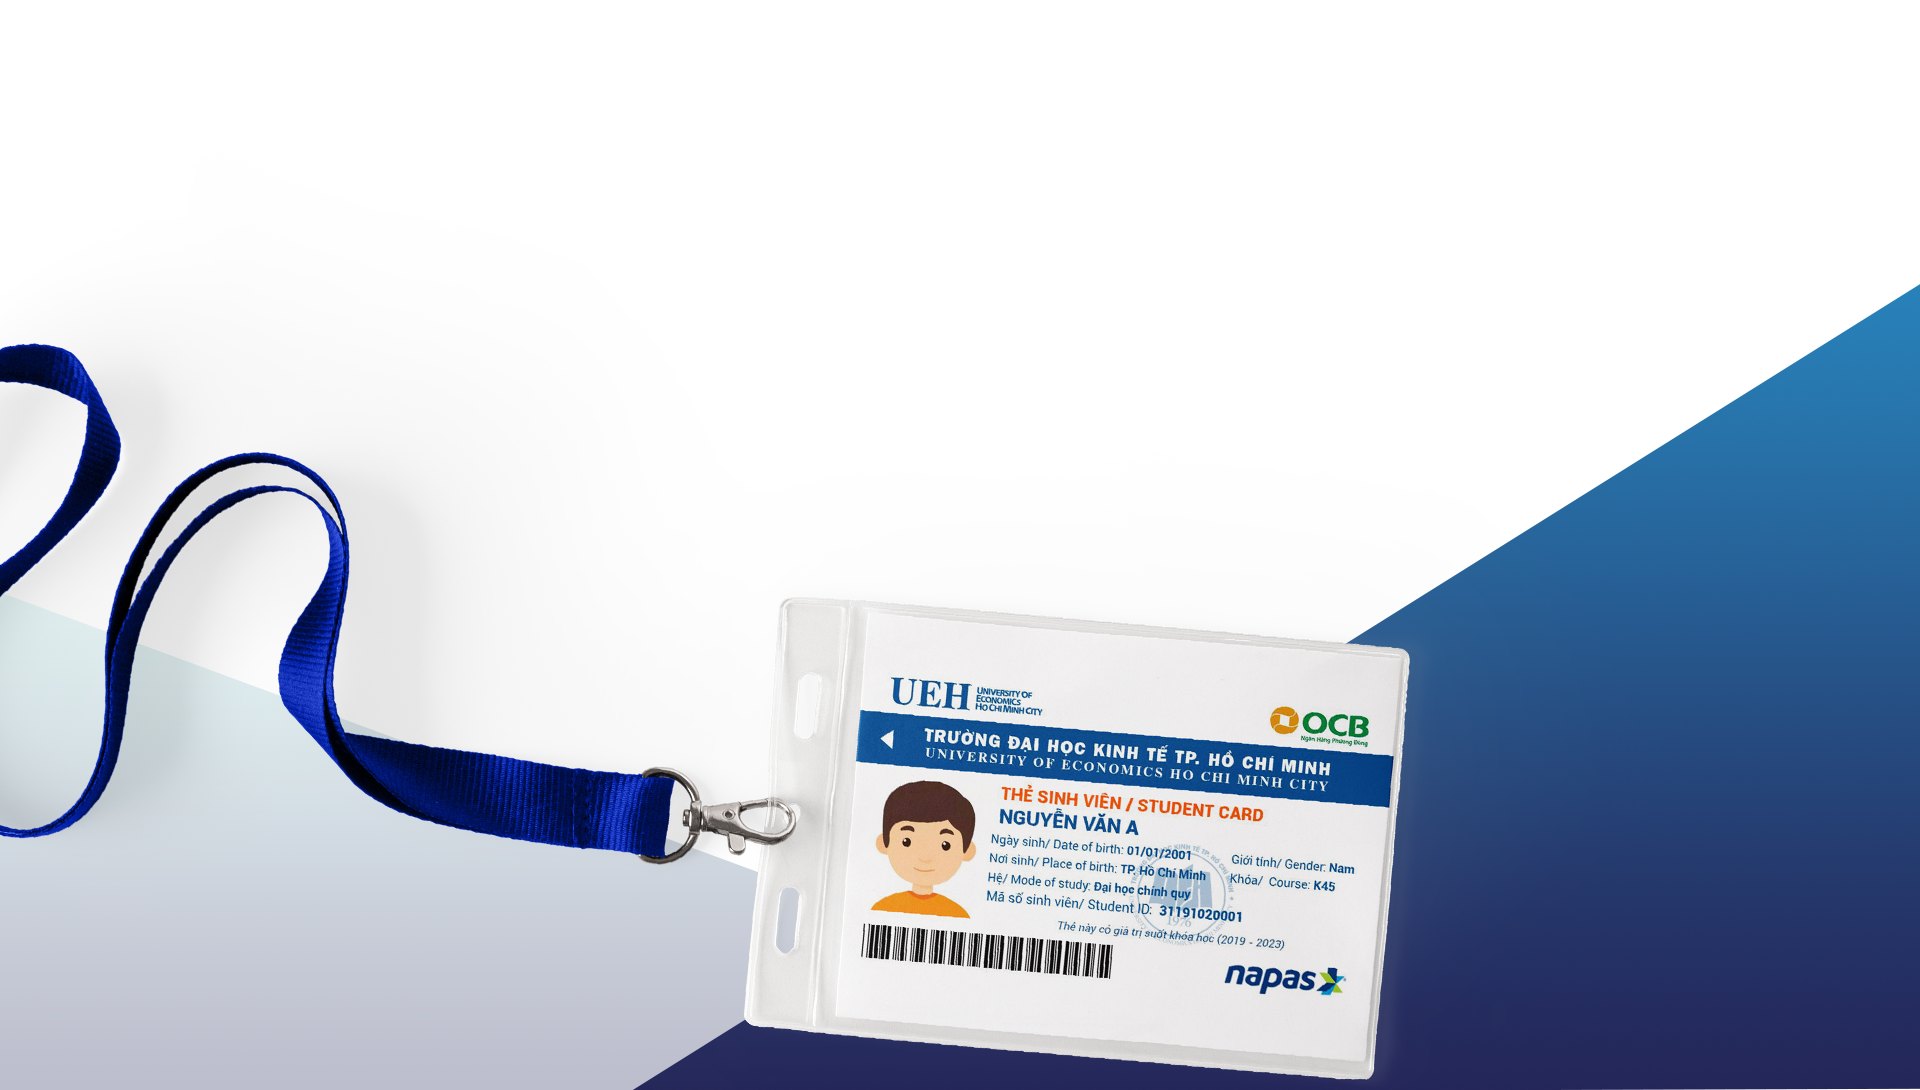 UEH UNIVERSITY OF
ECONOMICS
HO CHI MINH CITY
OCB
Ngân Hàng Phương Đông
TRƯỜNG ĐẠI HỌC KINH TẾ TP. HỒ CHÍ MINH
UNIVERSITY OF ECONOMICS HO CHI MINH CITY
THẺ SINH VIÊN / STUDENT CARD
NGUYỄN VĂN A
Ngày sinh/ Date of birth: 01/01/2001 Giới tính/ Gender: Nam
Nơi sinh/ Place of birth: TP. Hồ Chí Minh Khóa/ Course: K45
Hệ/ Mode of study: Đại học chính quy
Mã số sinh viên/ Student ID: 31191020001
1976
Thẻ này có giá trị suốt khóa học (2019 - 2023)
napas